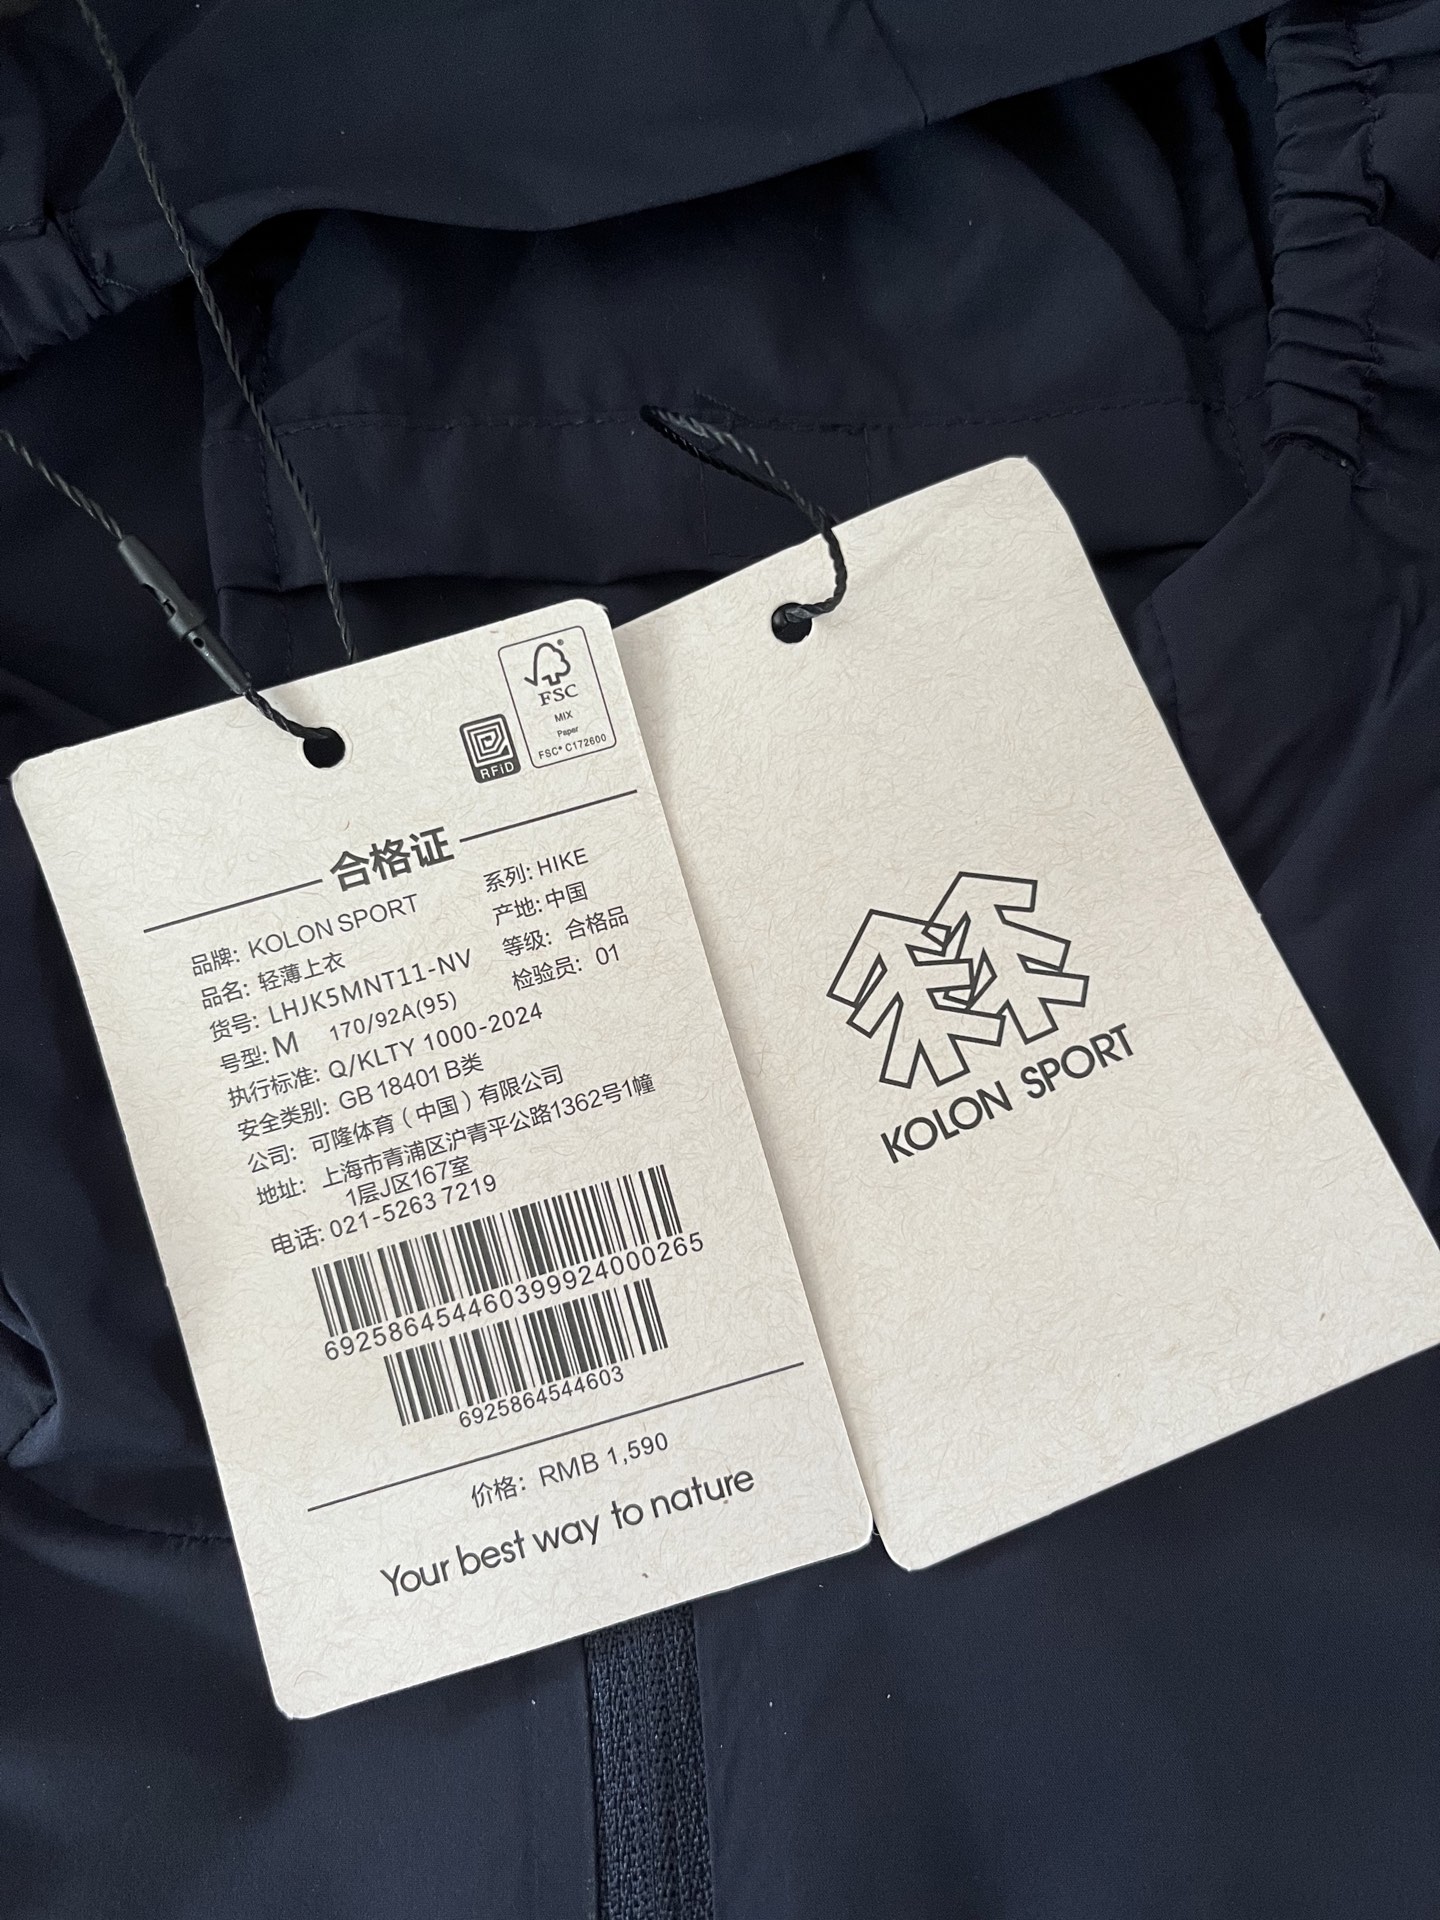 FSC
MIX
Paper
FSC® C172600
RFiD
合格证
品牌: KOLON SPORT
系列: HIKE
品名: 轻薄上衣
产地: 中国
货号: LHJK5MNT11-NV
等级: 合格品
号型: M 170/92A(95)
检验员: 01
执行标准: Q/KLTY 1000-2024
安全类别: GB 18401 B类
公司: 可隆体育（中国）有限公司
地址: 上海市青浦区沪青平公路1362号1幢
1层J区167室
电话: 021-5263 7219
692586454460399924000265
6925864544603
价格: RMB 1,590
Your best way to nature
KOLON SPORT